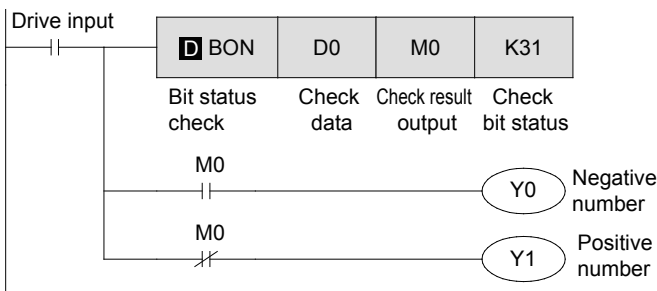 Drive input
D BON D0 M0 K31
Bit status check
Check data
Check result output
Check bit status
M0
Y0
Negative number
M0
Y1
Positive number